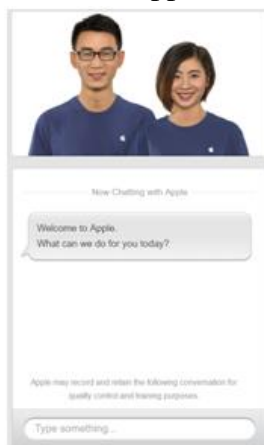 Now Chatting with Apple
Welcome to Apple.
What can we do for you today?
Apple may record and retain the following conversation for
quality control and training purposes.
Type something...